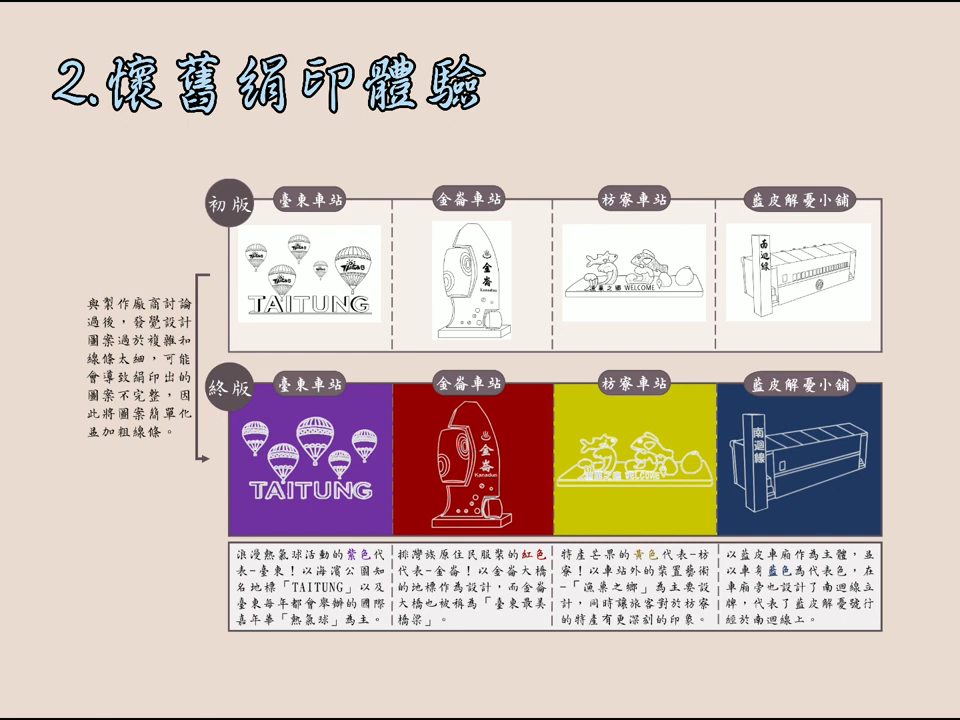 2.懷舊絹印體驗
初版
臺東車站
金崙車站
枋寮車站
藍皮解憂小舖
TAITUNG
金崙
Kanaduo
漁菓之鄉 WELCOME
南迴線
與製作廠商討論
過後，發覺設計
圖案過於複雜和
線條太細，可能
會導致絹印出的
圖案不完整，因
此將圖案簡單化
並加粗線條。
終版
臺東車站
金崙車站
枋寮車站
藍皮解憂小舖
TAITUNG
金崙
Kanaduo
WELCOME
南迴線
浪漫熱氣球活動的紫色代
表-臺東！以海濱公園知
名地標「TAITUNG」以及
臺東每年都會舉辦的國際
嘉年華「熱氣球」為主。
排灣族原住民服裝的紅色
代表-金崙！以金崙大橋
的地標作為設計，而金崙
大橋也被稱為「臺東最美
橋梁」。
特產芒果的黃色代表-枋
寮！以車站外的裝置藝術
-「漁菓之鄉」為主要設
計，同時讓旅客對於枋寮
的特產有更深刻的印象。
以藍皮車廂作為主體，並
以車身藍色為代表色，在
車廂旁也設計了南迴線立
牌，代表了藍皮解憂號行
經於南迴線上。